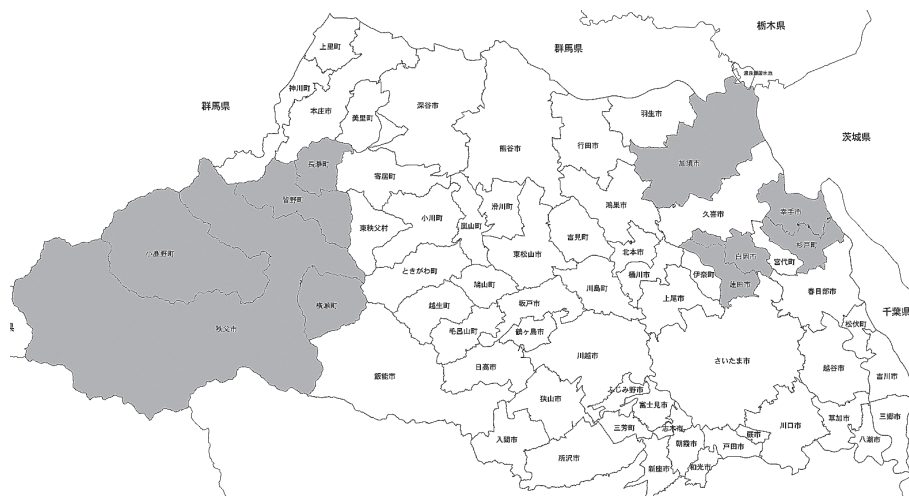 栃木県
群馬県
上里町
渡良瀬遊水地
神川町
群馬県
本庄市
美里町
深谷市
羽生市
茨城県
行田市
熊谷市
加須市
長瀞町
寄居町
皆野町
滑川町
鴻巣市
幸手市
久喜市
小川町
嵐山町
東秩父村
吉見町
杉戸町
北本市
小鹿野町
東松山市
白岡市
宮代町
ときがわ町
桶川市
伊奈町
鳩山町
川島町
蓮田市
春日部市
上尾市
横瀬町
越生町
坂戸市
千葉県
県
秩父市
毛呂山町
鶴ヶ島市
松伏町
川越市
さいたま市
日高市
越谷市
飯能市
吉川市
ふじみ野市
狭山市
富士見市
三郷市
草加市
三芳町
志木市
川口市
蕨市
入間市
朝霞市
戸田市
八潮市
所沢市
新座市
和光市